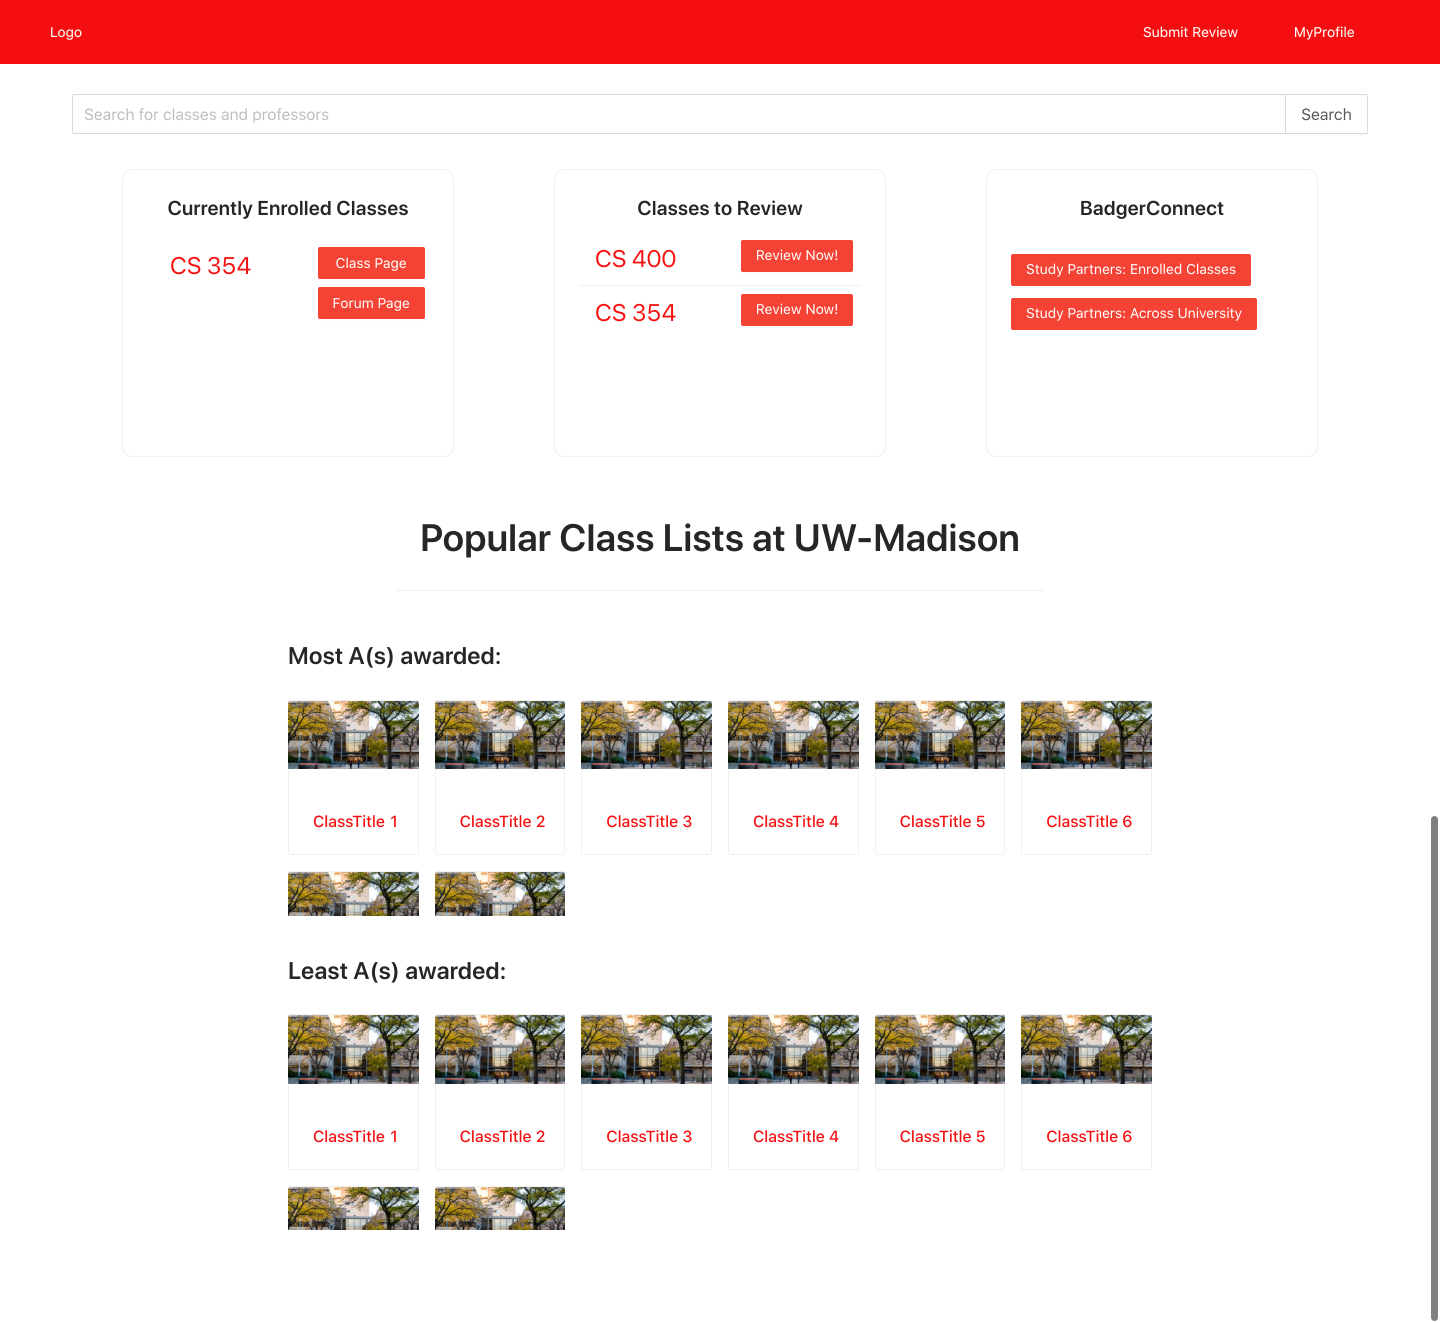 Logo
Submit Review
MyProfile
Search for classes and professors
Search
Currently Enrolled Classes
CS 354
Class Page
Forum Page
Classes to Review
CS 400
Review Now!
CS 354
Review Now!
BadgerConnect
Study Partners: Enrolled Classes
Study Partners: Across University
Popular Class Lists at UW-Madison
Most A(s) awarded:
ClassTitle 1
ClassTitle 2
ClassTitle 3
ClassTitle 4
ClassTitle 5
ClassTitle 6
Least A(s) awarded:
ClassTitle 1
ClassTitle 2
ClassTitle 3
ClassTitle 4
ClassTitle 5
ClassTitle 6